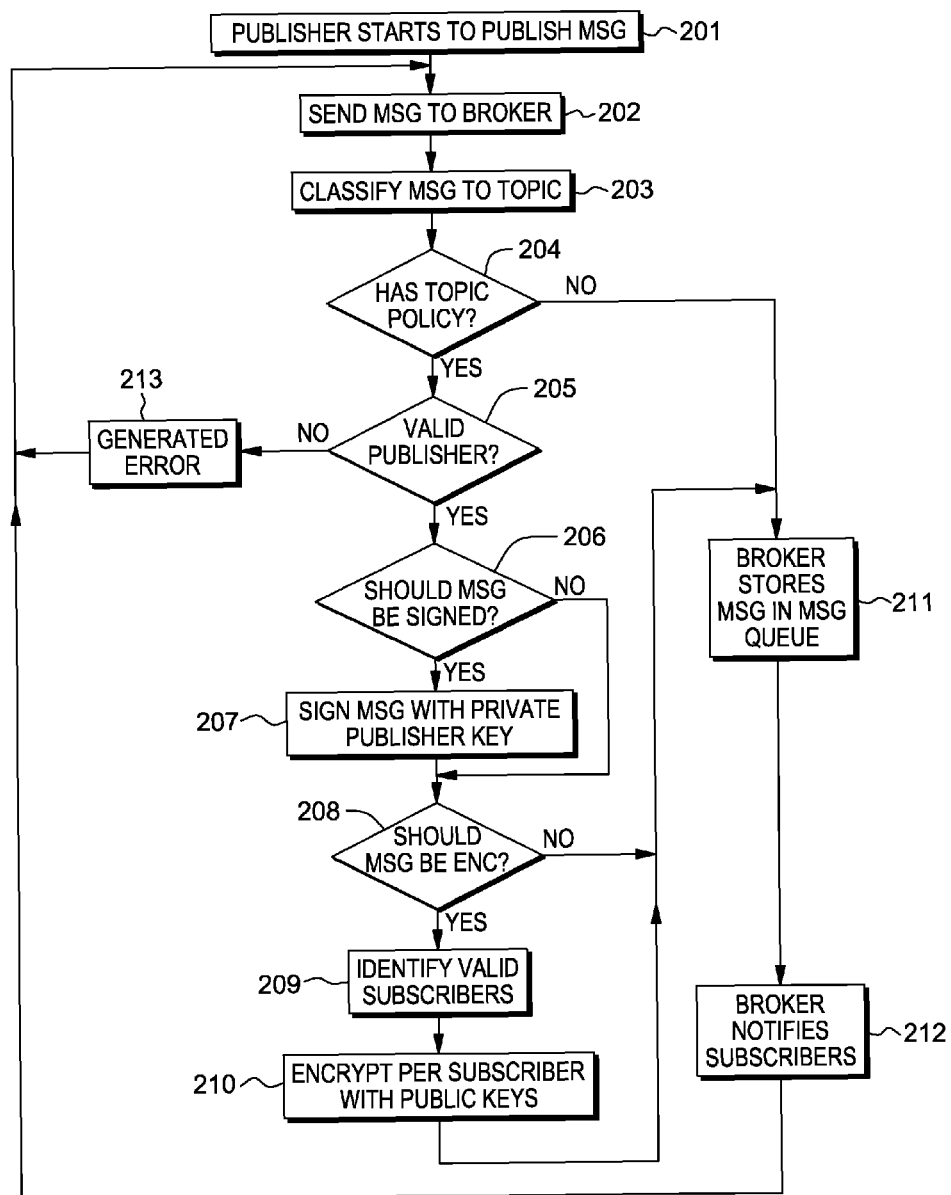 PUBLISHER STARTS TO PUBLISH MSG 201
SEND MSG TO BROKER 202
CLASSIFY MSG TO TOPIC 203
204
HAS TOPIC
POLICY?
NO
YES
213
GENERATED
ERROR
NO
205
VALID
PUBLISHER?
YES
206
SHOULD MSG
BE SIGNED?
NO
YES
BROKER
STORES
MSG IN MSG
QUEUE
211
207
SIGN MSG WITH PRIVATE
PUBLISHER KEY
208
SHOULD
MSG BE ENC?
NO
YES
209
IDENTIFY VALID
SUBSCRIBERS
BROKER
NOTIFIES
SUBSCRIBERS
212
210
ENCRYPT PER SUBSCRIBER
WITH PUBLIC KEYS